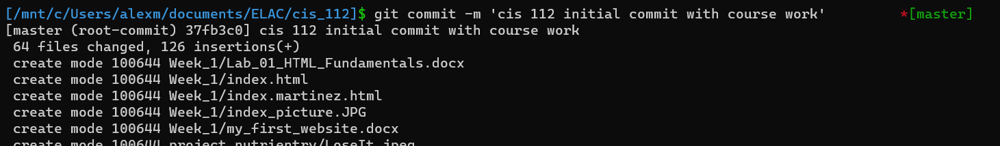 [/mnt/c/Users/alexm/documents/ELAC/cis_112]$ git commit -m 'cis 112 initial commit with course work' *[master]
[master (root-commit) 37fb3c0] cis 112 initial commit with course work
64 files changed, 126 insertions(+)
create mode 100644 Week_1/Lab_01_HTML_Fundamentals.docx
create mode 100644 Week_1/index.html
create mode 100644 Week_1/index.martinez.html
create mode 100644 Week_1/index_picture.JPG
create mode 100644 Week_1/my_first_website.docx
create mode 100644 project_nutrientry/LoseIt.jpeg